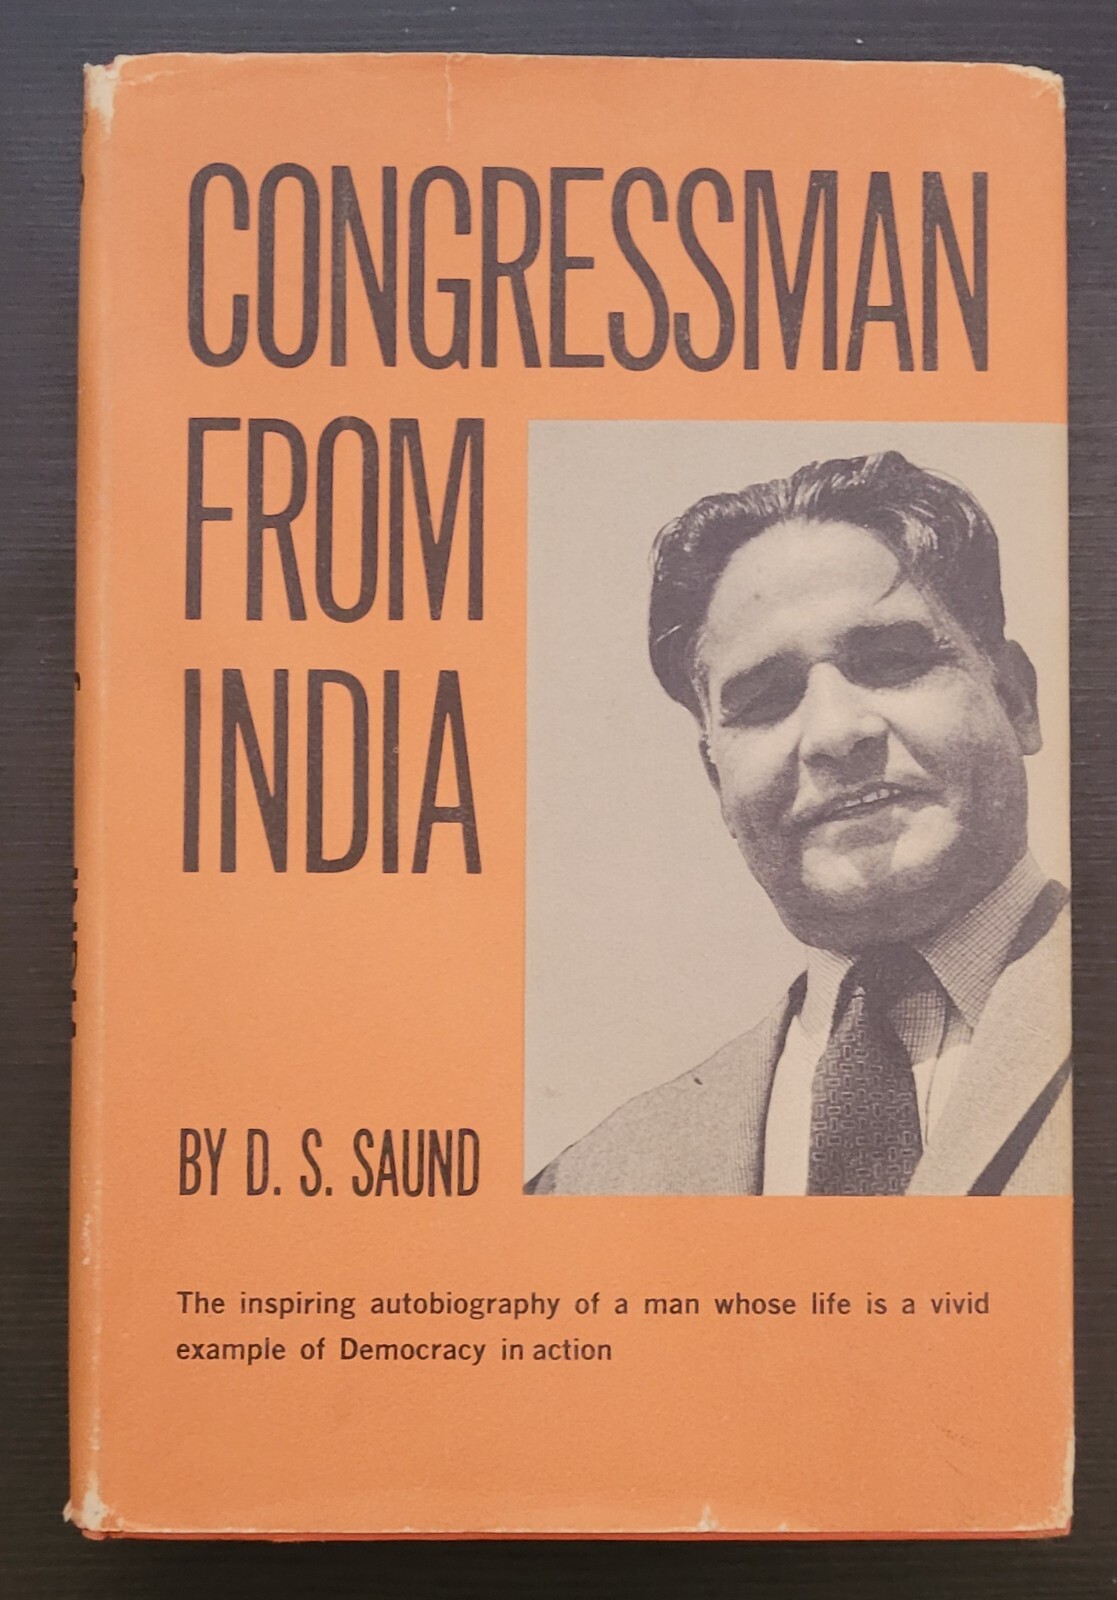 CONGRESSMAN
FROM
INDIA
BY D. S. SAUND
The inspiring autobiography of a man whose life is a vivid
example of Democracy in action